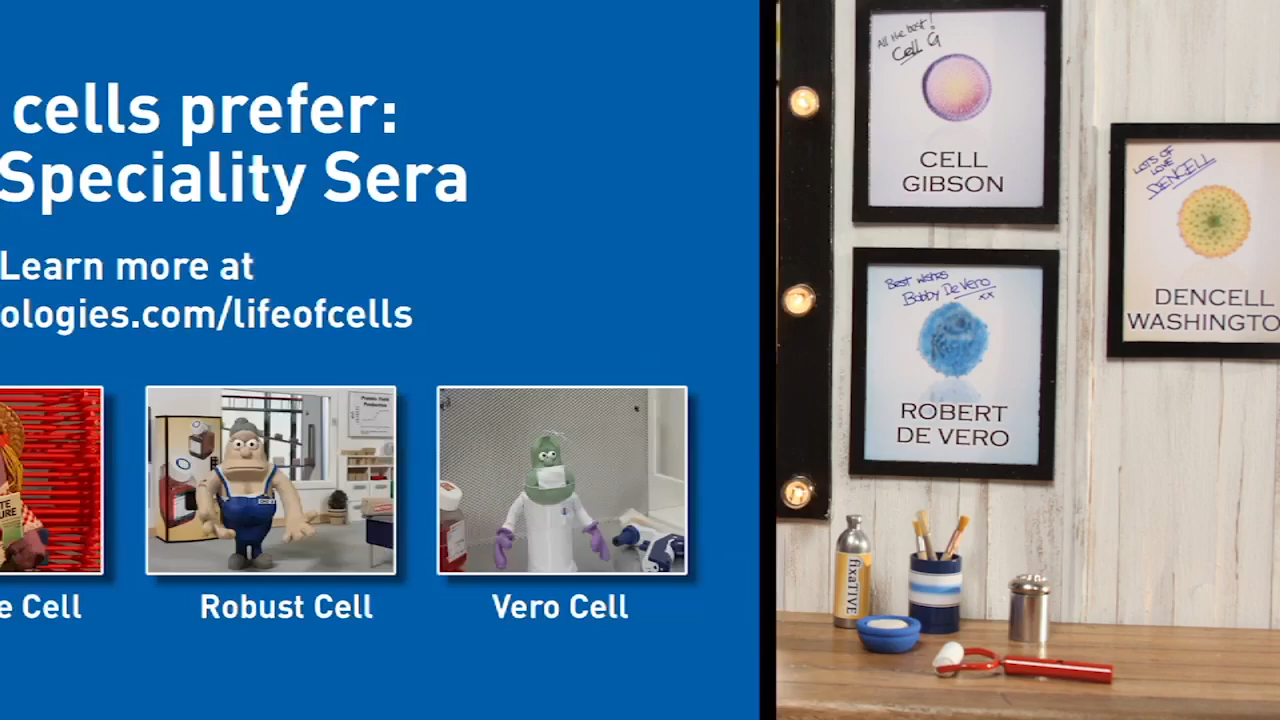 cells prefer:
Speciality Sera
Learn more at
ologies.com/lifeofcells
e Cell
Robust Cell
Vero Cell
All the best!
Cell G
CELL
GIBSON
LOTS OF
LOVE
DENCELL
DENCELL
WASHINGTO
BEST WISHES
Bobby De Vero
xx
ROBERT
DE VERO
fixaTIVE